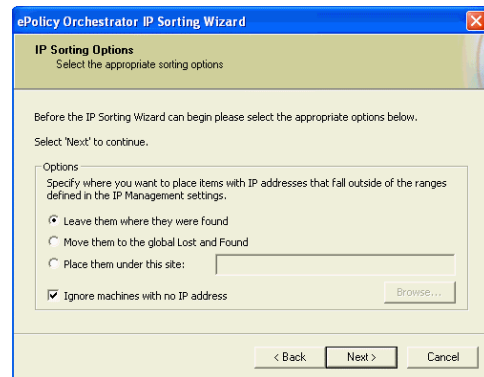 ePolicy Orchestrator IP Sorting Wizard
IP Sorting Options
Select the appropriate sorting options
Before the IP Sorting Wizard can begin please select the appropriate options below.
Select 'Next' to continue.
Options
Specify where you want to place items with IP addresses that fall outside of the ranges
defined in the IP Management settings.
Leave them where they were found
Move them to the global Lost and Found
Place them under this site:
Ignore machines with no IP address
Browse...
< Back
Next >
Cancel